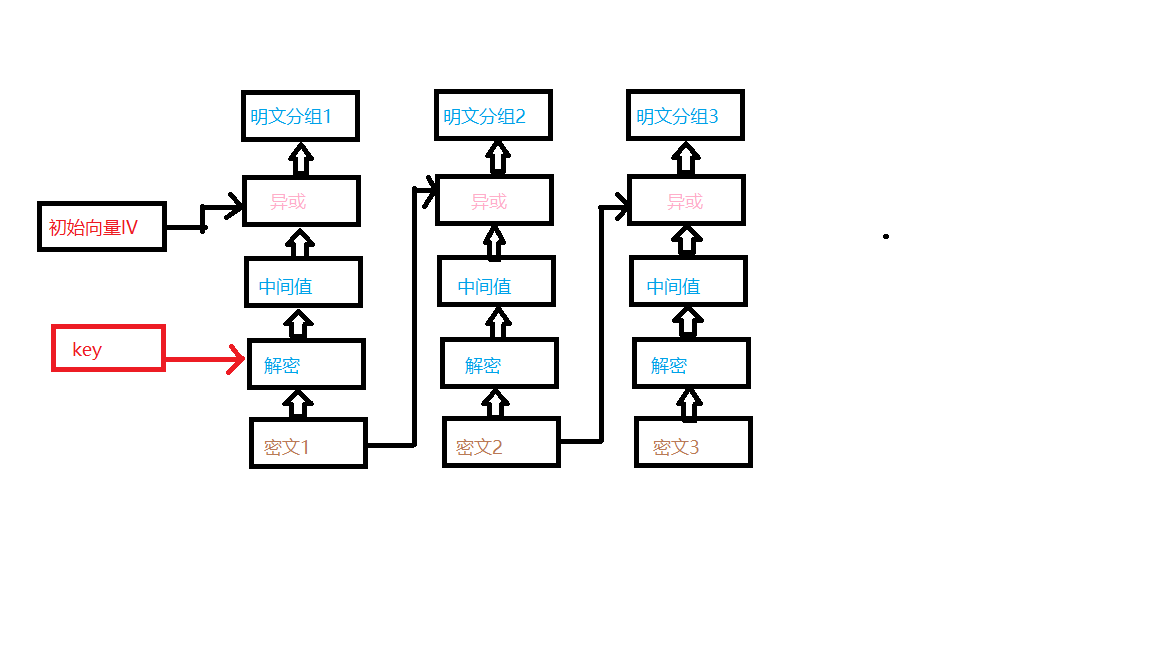 明文分组1
明文分组2
明文分组3
异或
异或
异或
初始向量IV
中间值
中间值
中间值
key
解密
解密
解密
密文1
密文2
密文3